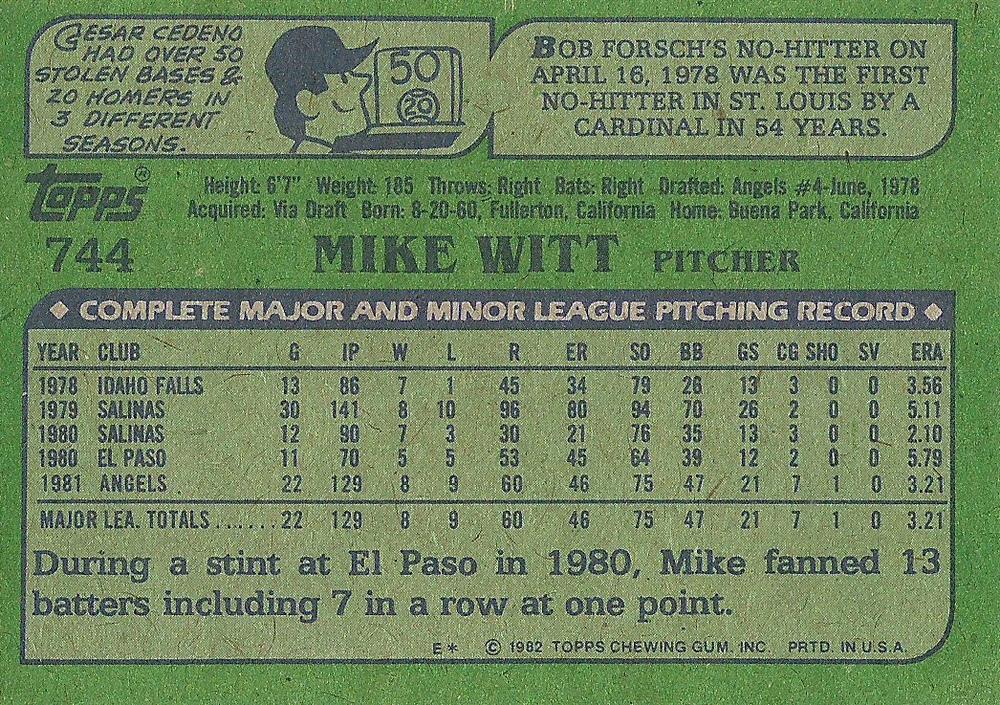 CESAR CEDENO
HAD OVER 50
STOLEN BASES &
20 HOMERS IN
3 DIFFERENT
SEASONS.
50
20
BOB FORSCH'S NO-HITTER ON
APRIL 16, 1978 WAS THE FIRST
NO-HITTER IN ST. LOUIS BY A
CARDINAL IN 54 YEARS.
Topps®
Height: 6'7" Weight: 185 Throws: Right Bats: Right Drafted: Angels #4-June, 1978
Acquired: Via Draft Born: 8-20-60, Fullerton, California Home: Buena Park, California
744 MIKE WITT PITCHER
◆ COMPLETE MAJOR AND MINOR LEAGUE PITCHING RECORD ◆
YEAR CLUB G IP W L R ER SO BB GS CG SHO SV ERA
1978 IDAHO FALLS 13 86 7 1 45 34 79 26 13 3 0 0 3.56
1979 SALINAS 30 141 8 10 96 80 94 70 26 2 0 0 5.11
1980 SALINAS 12 90 7 3 30 21 76 35 13 3 0 0 2.10
1980 EL PASO 11 70 5 5 53 45 64 39 12 2 0 0 5.79
1981 ANGELS 22 129 8 9 60 46 75 47 21 7 1 0 3.21
MAJOR LEA. TOTALS......22 129 8 9 60 46 75 47 21 7 1 0 3.21
During a stint at El Paso in 1980, Mike fanned 13
batters including 7 in a row at one point.
E* © 1982 TOPPS CHEWING GUM. INC. PRTD. IN U.S.A.